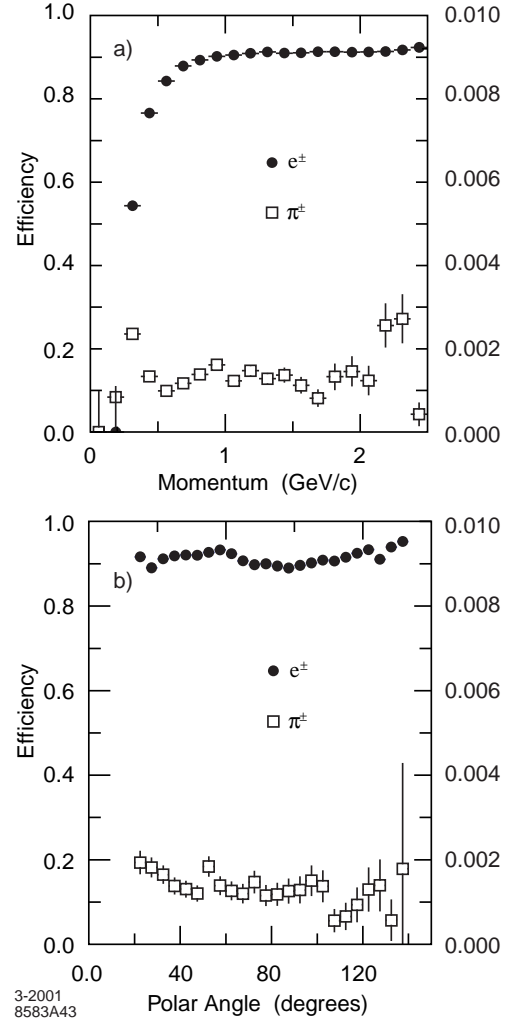 1.0 0.010
a)
0.8 0.008
e±
0.6 0.006
π±
Efficiency
0.4 0.004
0.2 0.002
0.0 0.000
0 1 2
Momentum (GeV/c)
1.0 0.010
b)
0.8 0.008
e±
0.6 0.006
π±
Efficiency
0.4 0.004
0.2 0.002
0.0 0.000
0.0 40 80 120
3-2001
8583A43
Polar Angle (degrees)